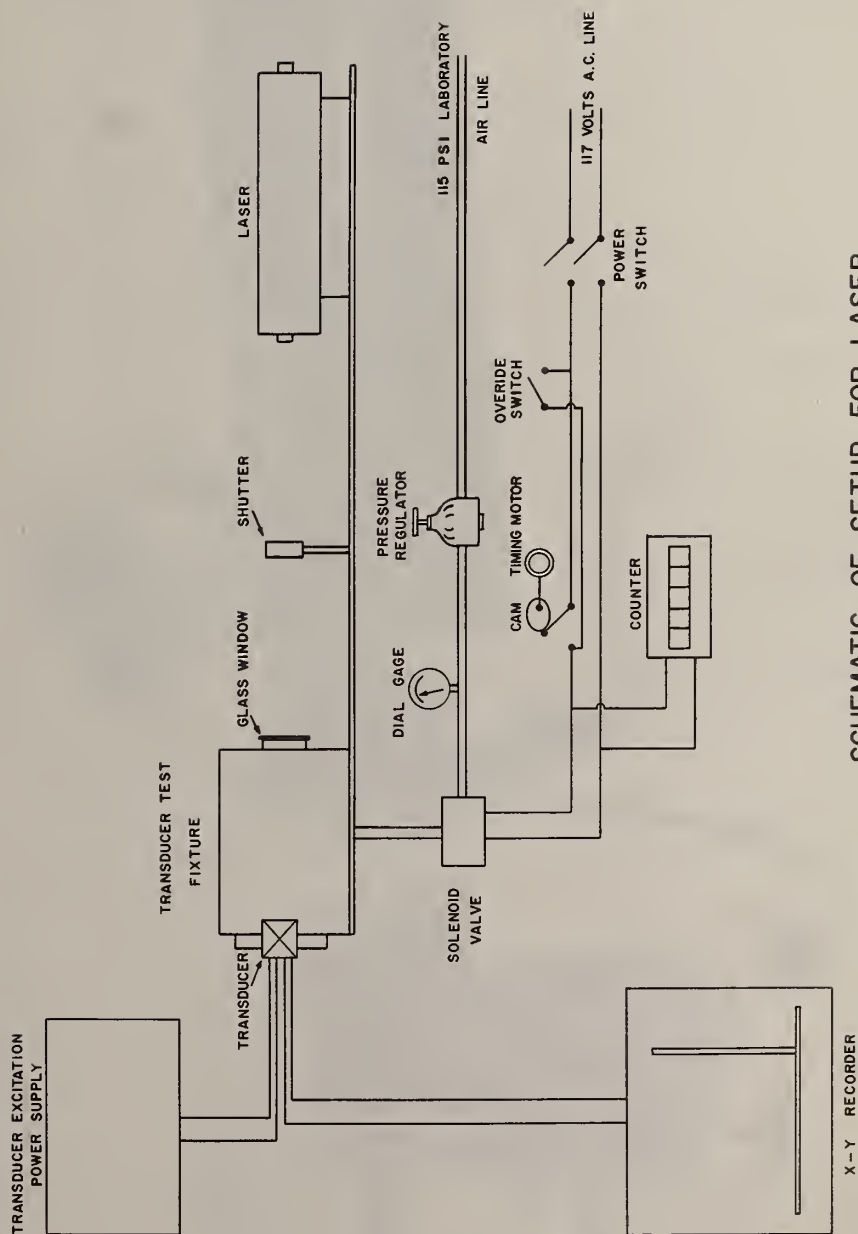 TRANSDUCER EXCITATION
POWER SUPPLY
TRANSDUCER TEST
FIXTURE
TRANSDUCER
GLASS WINDOW
SHUTTER
LASER
DIAL GAGE
PRESSURE
REGULATOR
115 PSI LABORATORY
AIR LINE
SOLENOID
VALVE
CAM
TIMING MOTOR
OVERIDE
SWITCH
117 VOLTS A.C. LINE
POWER
SWITCH
COUNTER
X-Y RECORDER
SCHEMATIC OF SETUP FOR LASER